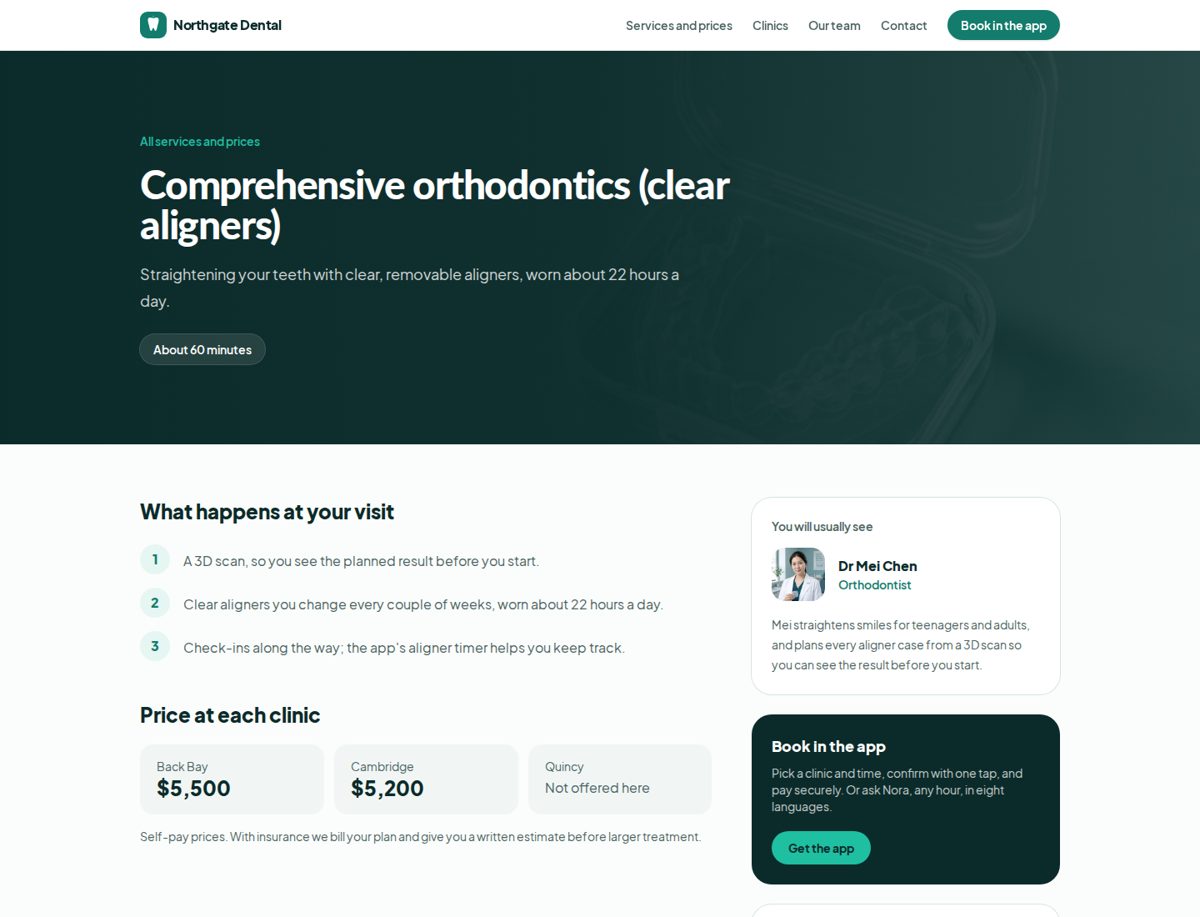 Northgate Dental
Services and prices
Clinics
Our team
Contact
Book in the app
All services and prices
Comprehensive orthodontics (clear
aligners)
Straightening your teeth with clear, removable aligners, worn about 22 hours a
day.
About 60 minutes
What happens at your visit
1 A 3D scan, so you see the planned result before you start.
2 Clear aligners you change every couple of weeks, worn about 22 hours a day.
3 Check-ins along the way; the app's aligner timer helps you keep track.
Price at each clinic
Back Bay
$5,500
Cambridge
$5,200
Quincy
Not offered here
Self-pay prices. With insurance we bill your plan and give you a written estimate before larger treatment.
You will usually see
Dr Mei Chen
Orthodontist
Mei straightens smiles for teenagers and adults,
and plans every aligner case from a 3D scan so
you can see the result before you start.
Book in the app
Pick a clinic and time, confirm with one tap, and
pay securely. Or ask Nora, any hour, in eight
languages.
Get the app